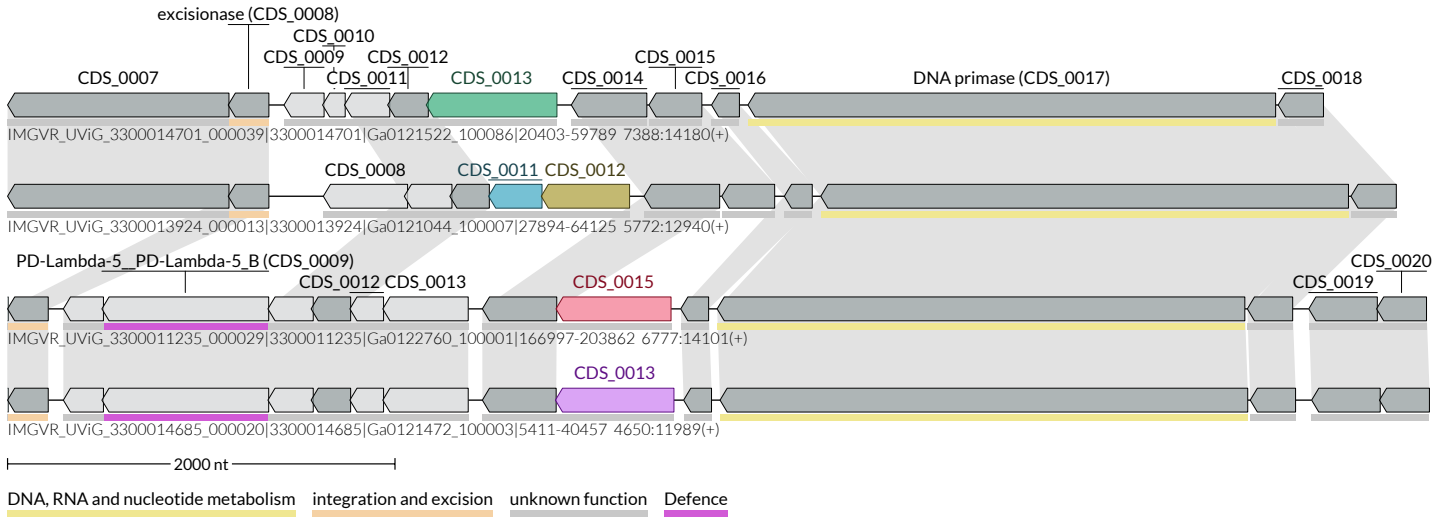 excisionase (CDS_0008)
CDS_0010
CDS_0009 CDS_0012 CDS_0015
CDS_0007 CDS_0011 CDS_0013 CDS_0014 CDS_0016 DNA primase (CDS_0017) CDS_0018
IMGVR_UViG_3300014701_000039|3300014701|Ga0121522_100086|20403-59789 7388:14180(+)
CDS_0008 CDS_0011 CDS_0012
IMGVR_UViG_3300013924_000013|3300013924|Ga0121044_100007|27894-64125 5772:12940(+)
PD-Lambda-5__PD-Lambda-5_B (CDS_0009) CDS_0020
CDS_0012 CDS_0013 CDS_0015 CDS_0019
IMGVR_UViG_3300011235_000029|3300011235|Ga0122760_100001|166997-203862 6777:14101(+)
CDS_0013
IMGVR_UViG_3300014685_000020|3300014685|Ga0121472_100003|5411-40457 4650:11989(+)
2000 nt
DNA, RNA and nucleotide metabolism integration and excision unknown function Defence